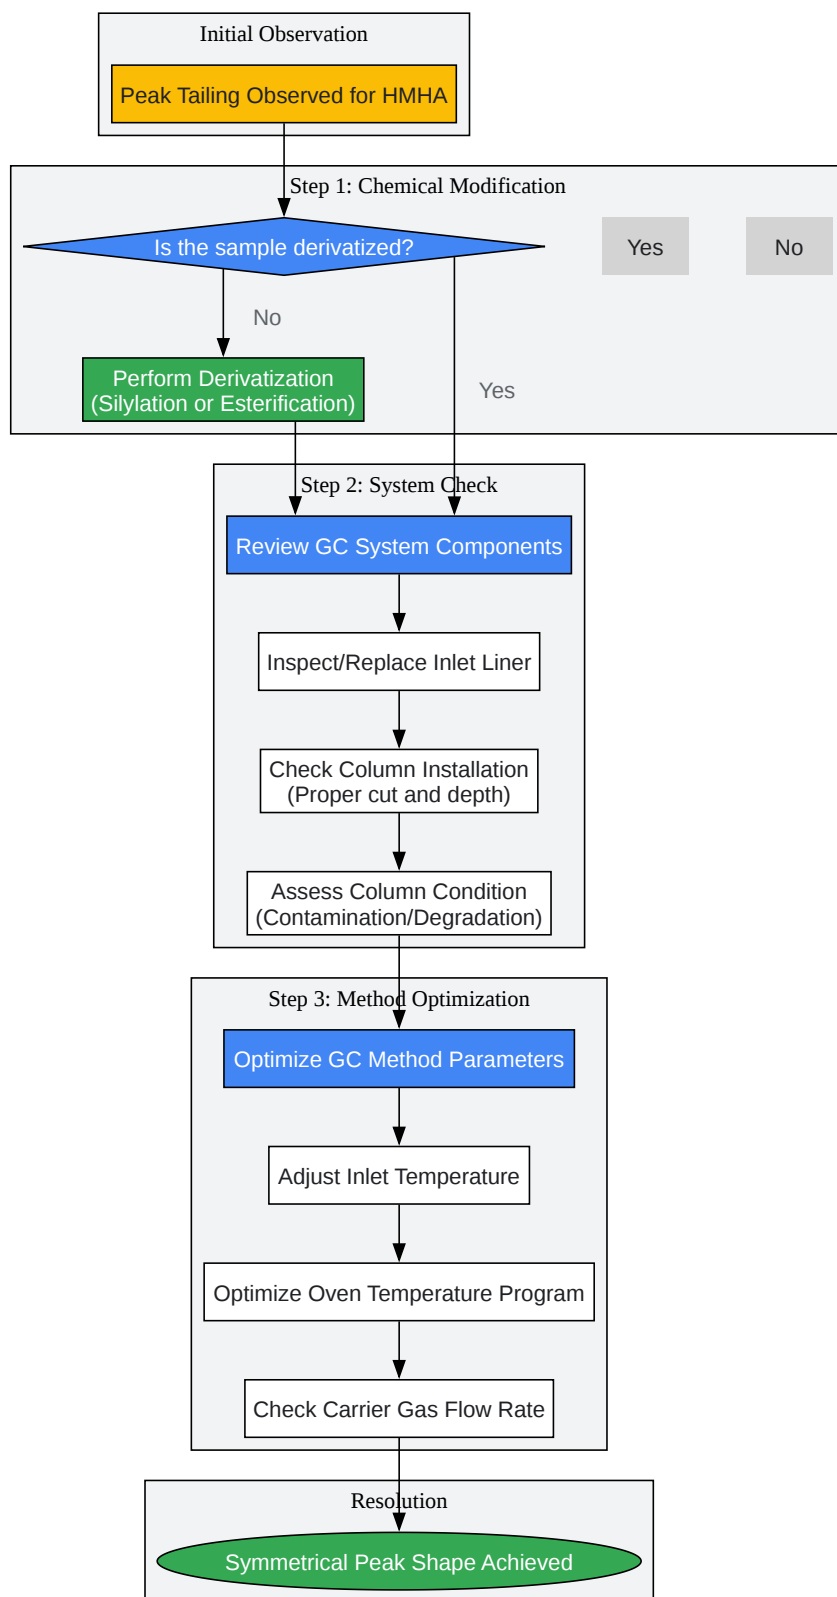 Initial Observation
Peak Tailing Observed for HMHA
Step 1: Chemical Modification
Is the sample derivatized?
Yes
No
No
Perform Derivatization
(Silylation or Esterification)
Yes
Step 2: System Check
Review GC System Components
Inspect/Replace Inlet Liner
Check Column Installation
(Proper cut and depth)
Assess Column Condition
(Contamination/Degradation)
Step 3: Method Optimization
Optimize GC Method Parameters
Adjust Inlet Temperature
Optimize Oven Temperature Program
Check Carrier Gas Flow Rate
Resolution
Symmetrical Peak Shape Achieved